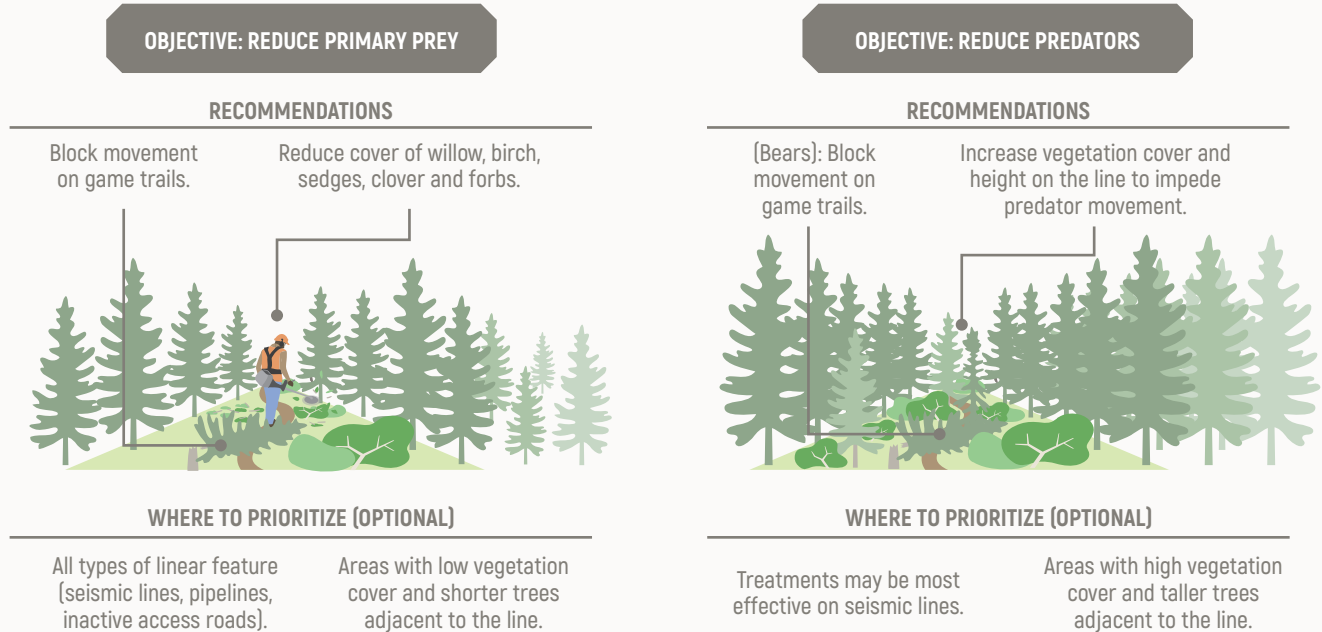 OBJECTIVE: REDUCE PRIMARY PREY
RECOMMENDATIONS
Block movement
on game trails.
Reduce cover of willow, birch,
sedges, clover and forbs.
WHERE TO PRIORITIZE (OPTIONAL)
All types of linear feature
(seismic lines, pipelines,
inactive access roads).
Areas with low vegetation
cover and shorter trees
adjacent to the line.
OBJECTIVE: REDUCE PREDATORS
RECOMMENDATIONS
(Bears): Block
movement on
game trails.
Increase vegetation cover and
height on the line to impede
predator movement.
WHERE TO PRIORITIZE (OPTIONAL)
Treatments may be most
effective on seismic lines.
Areas with high vegetation
cover and taller trees
adjacent to the line.